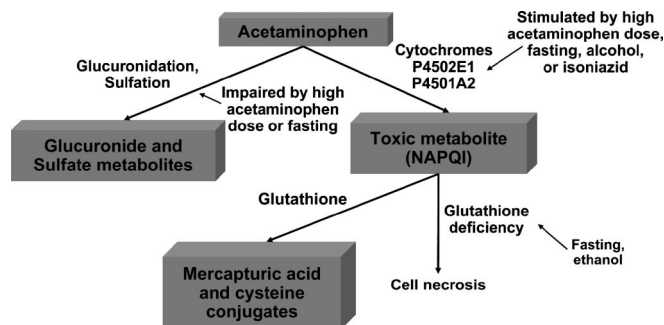 Acetaminophen
Stimulated by high
acetaminophen dose,
fasting, alcohol,
or isoniazid
Cytochromes
P4502E1
P4501A2
Glucuronidation,
Sulfation
Impaired by high
acetaminophen
dose or fasting
Glucuronide and
Sulfate metabolites
Toxic metabolite
(NAPQI)
Glutathione
Glutathione
deficiency
Fasting,
ethanol
Mercapturic acid
and cysteine
conjugates
Cell necrosis